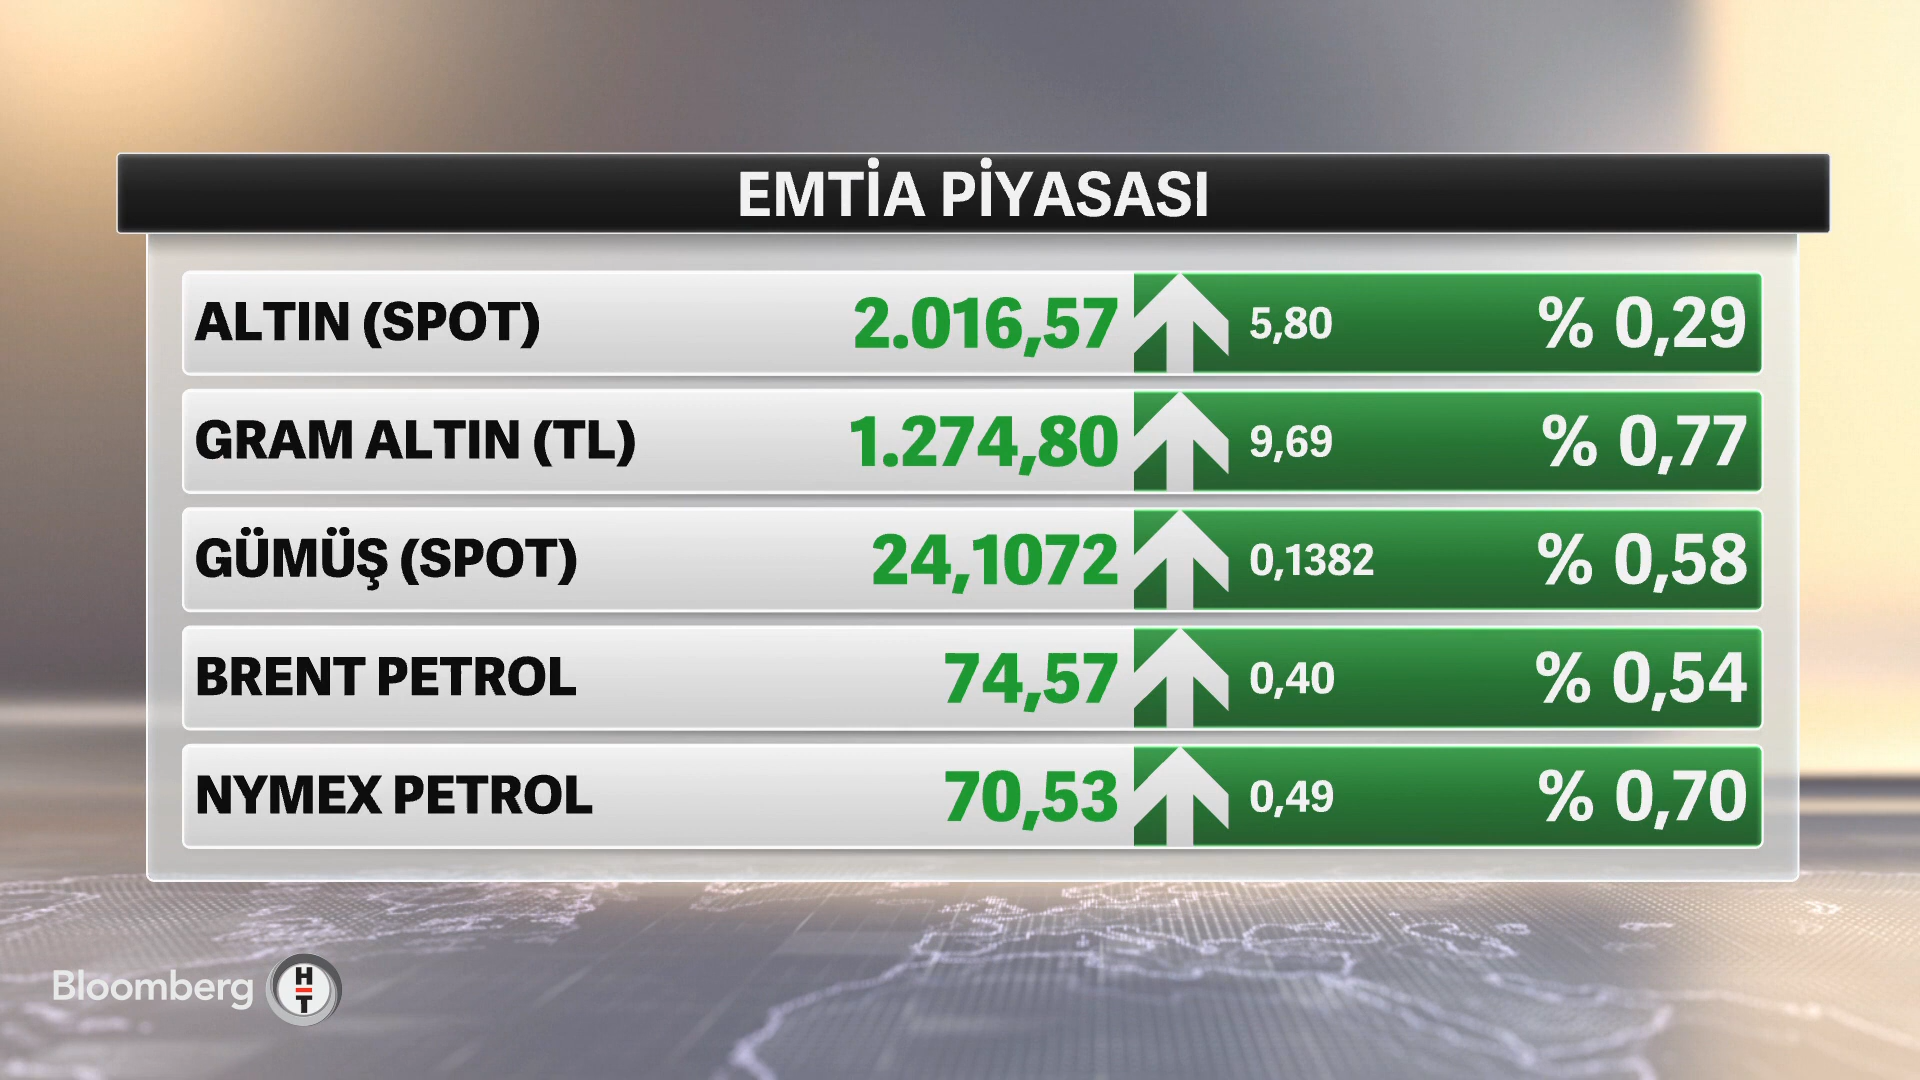 EMTİA PİYASASI
ALTIN (SPOT) 2.016,57 5,80 % 0,29
GRAM ALTIN (TL) 1.274,80 9,69 % 0,77
GÜMÜŞ (SPOT) 24,1072 0,1382 % 0,58
BRENT PETROL 74,57 0,40 % 0,54
NYMEX PETROL 70,53 0,49 % 0,70
Bloomberg HT